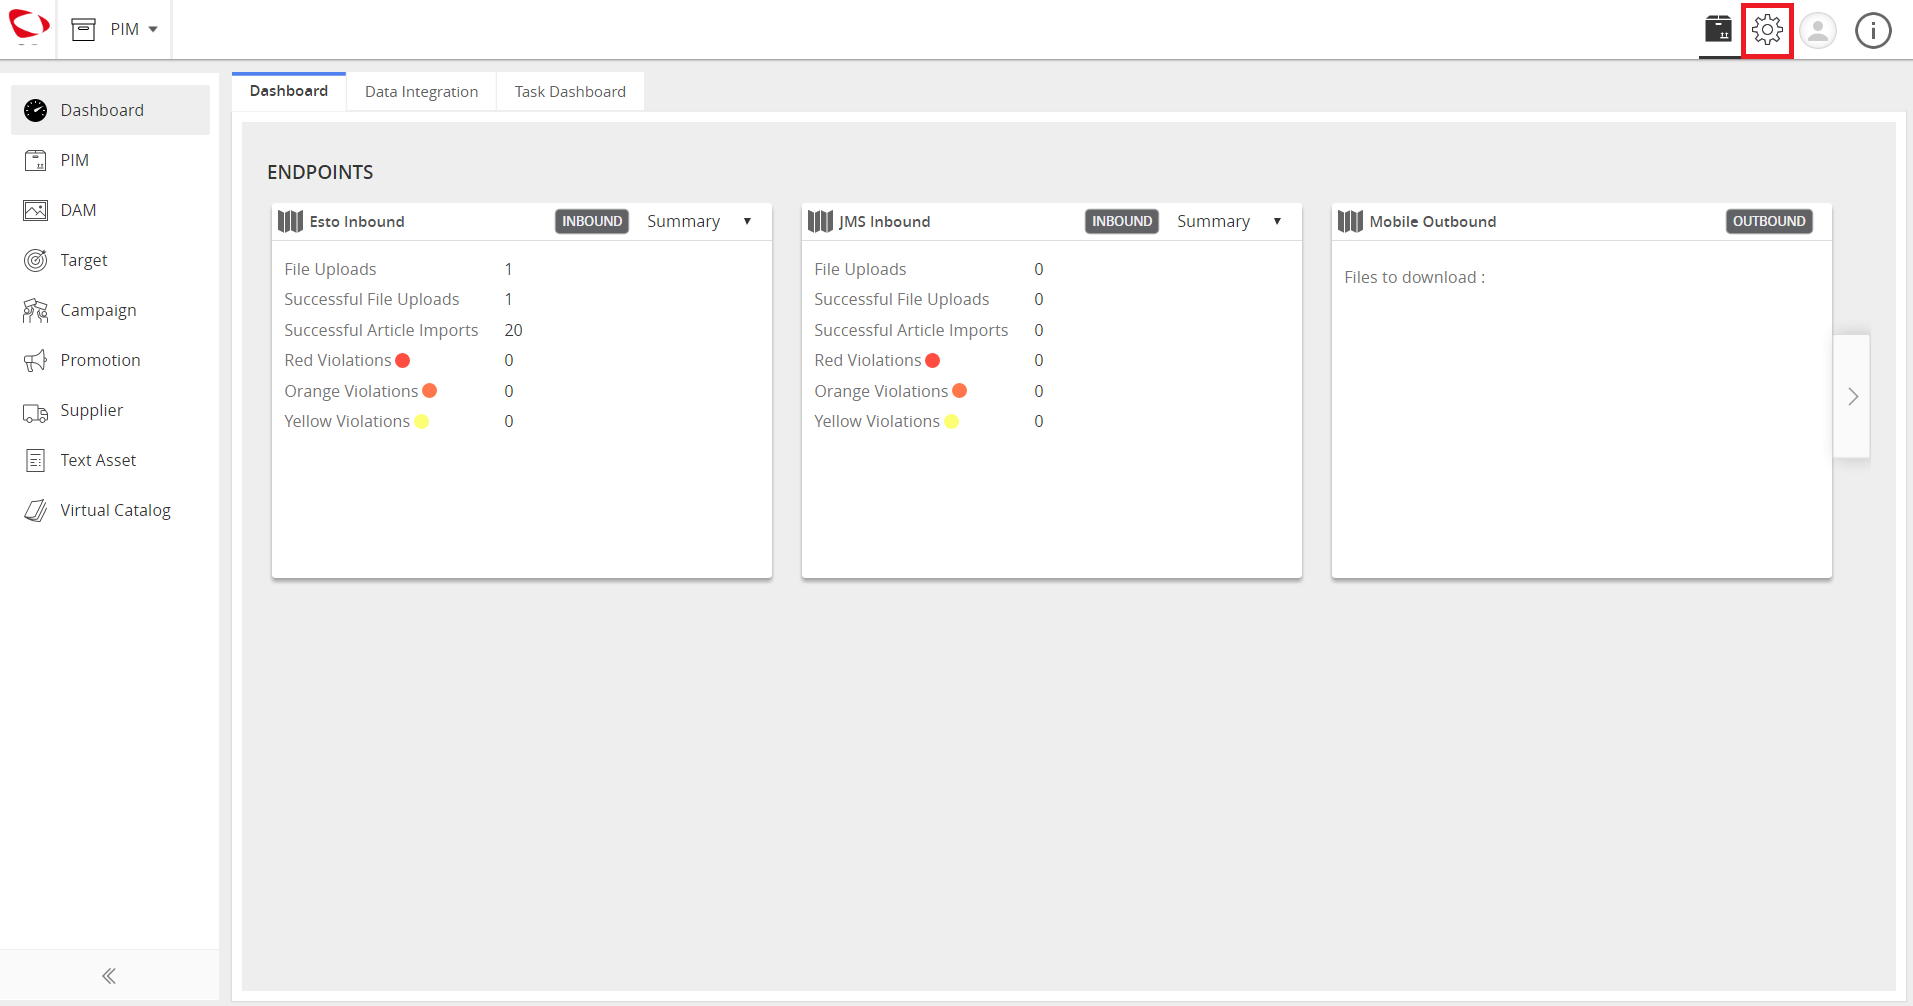 PIM
Dashboard
PIM
DAM
Target
Campaign
Promotion
Supplier
Text Asset
Virtual Catalog
Dashboard Data Integration Task Dashboard
ENDPOINTS
Esto Inbound INBOUND Summary
File Uploads 1
Successful File Uploads 1
Successful Article Imports 20
Red Violations 0
Orange Violations 0
Yellow Violations 0
JMS Inbound INBOUND Summary
File Uploads 0
Successful File Uploads 0
Successful Article Imports 0
Red Violations 0
Orange Violations 0
Yellow Violations 0
Mobile Outbound OUTBOUND
Files to download :